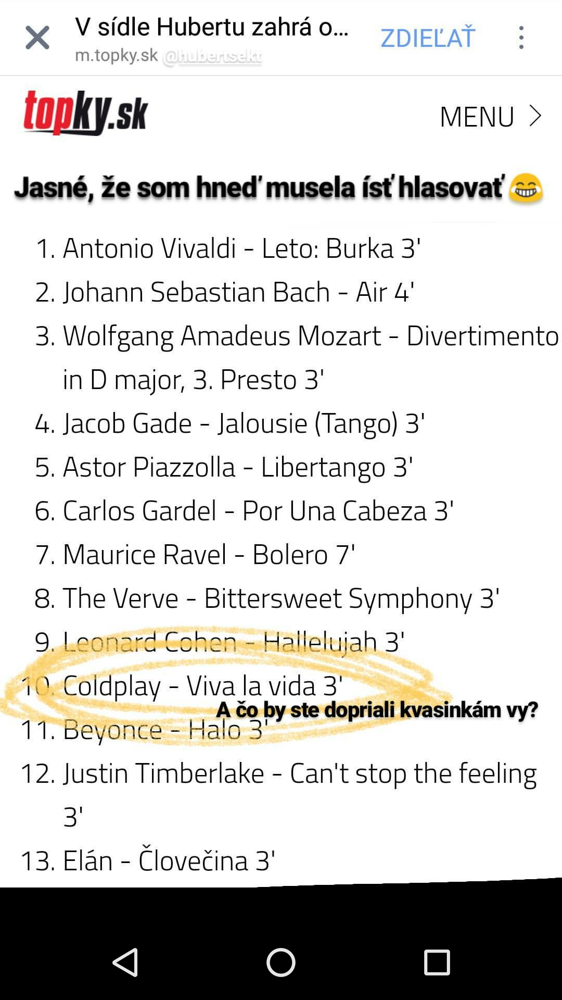 V sídle Hubertu zahrá o...
ZDIEĽAŤ
m.topky.sk @hubertsekt
topky.sk
MENU
Jasné, že som hneď musela ísť hlasovať
1. Antonio Vivaldi - Leto: Burka 3'
2. Johann Sebastian Bach - Air 4'
3. Wolfgang Amadeus Mozart - Divertimento
in D major, 3. Presto 3'
4. Jacob Gade - Jalousie (Tango) 3'
5. Astor Piazzolla - Libertango 3'
6. Carlos Gardel - Por Una Cabeza 3'
7. Maurice Ravel - Bolero 7'
8. The Verve - Bittersweet Symphony 3'
9. Leonard Cohen - Hallelujah 3'
10. Coldplay - Viva la vida 3'
A čo by ste dopriali kvasinkám vy?
11. Beyonce - Halo 3'
12. Justin Timberlake - Can't stop the feeling
3'
13. Elán - Človečina 3'